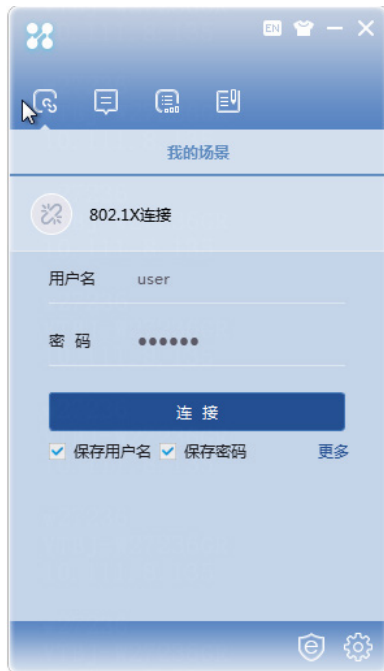 EN
我的场景
802.1X连接
用户名 user
密 码 ●●●●●●
连 接
保存用户名 保存密码 更多